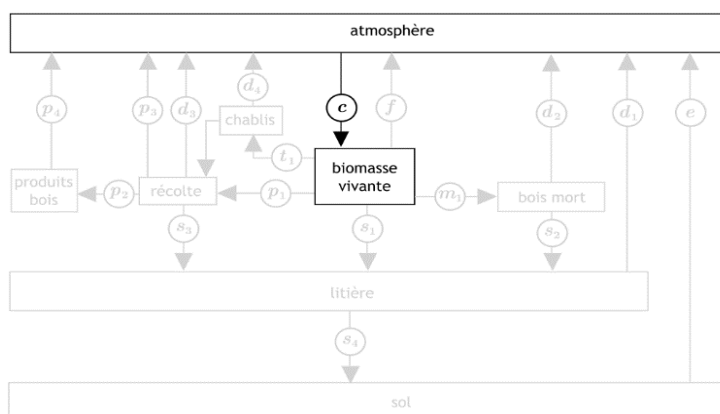 atmosphère
p₄
p₃
d₃
d₄
c
f
d₂
d₁
e
chablis
t₁
biomasse
vivante
produits
bois
p₂
récolte
p₁
m₁
bois mort
s₃
s₁
s₂
litière
s₄
sol